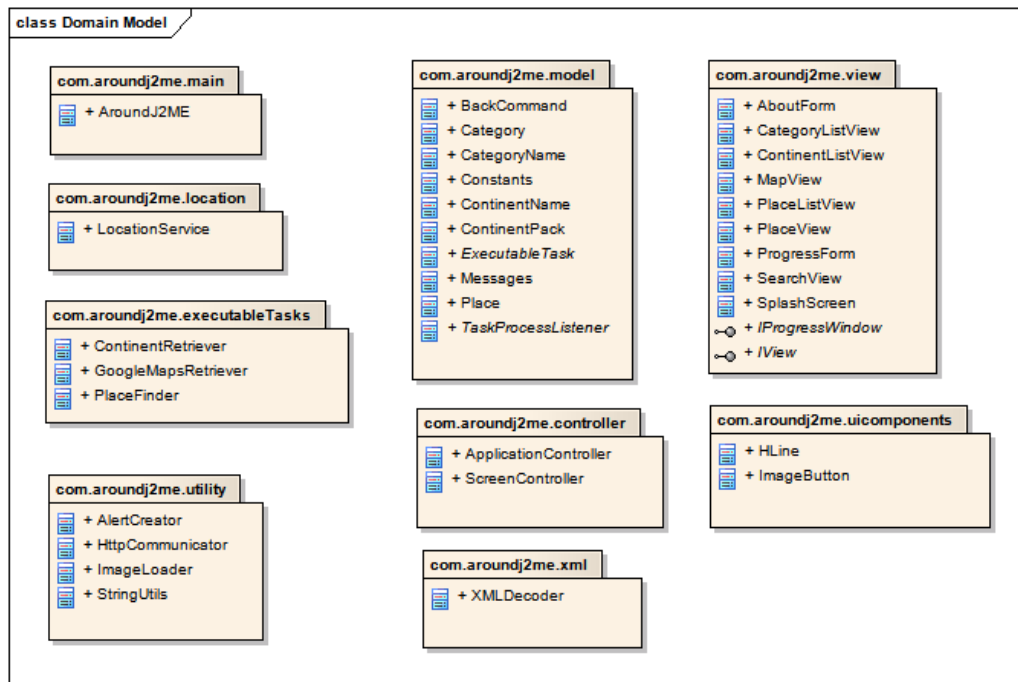 class Domain Model
com.aroundj2me.main
+ AroundJ2ME
com.aroundj2me.location
+ LocationService
com.aroundj2me.executableTasks
+ ContinentRetriever
+ GoogleMapsRetriever
+ PlaceFinder
com.aroundj2me.utility
+ AlertCreator
+ HttpCommunicator
+ ImageLoader
+ StringUtils
com.aroundj2me.model
+ BackCommand
+ Category
+ CategoryName
+ Constants
+ ContinentName
+ ContinentPack
+ ExecutableTask
+ Messages
+ Place
+ TaskProcessListener
com.aroundj2me.controller
+ ApplicationController
+ ScreenController
com.aroundj2me.xml
+ XMLDecoder
com.aroundj2me.view
+ AboutForm
+ CategoryListView
+ ContinentListView
+ MapView
+ PlaceListView
+ PlaceView
+ ProgressForm
+ SearchView
+ SplashScreen
+ IProgressWindow
+ IView
com.aroundj2me.uicomponents
+ HLine
+ ImageButton